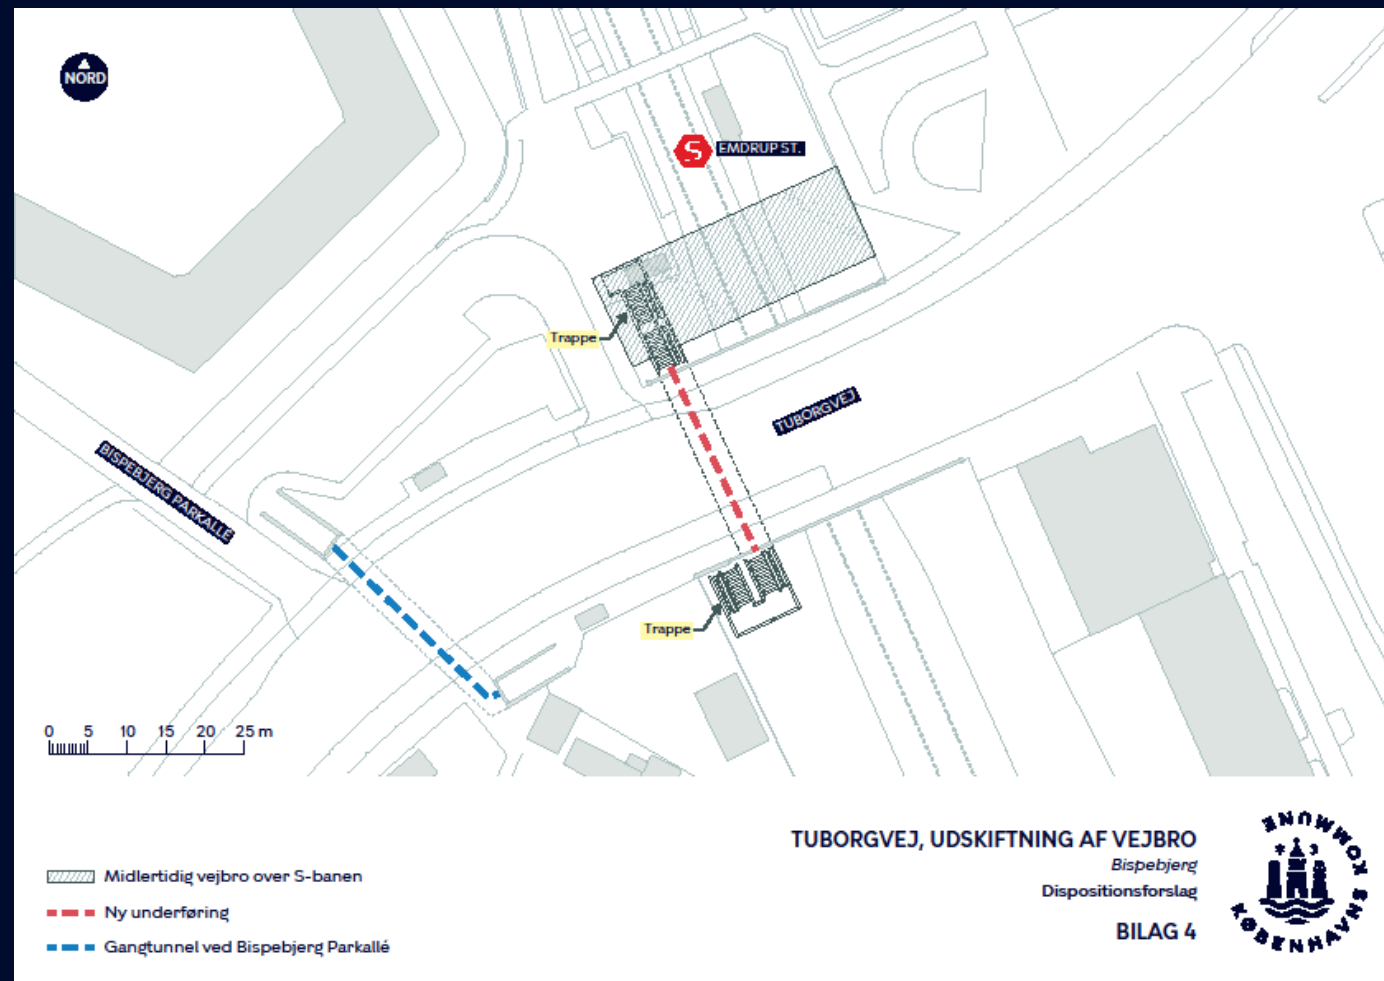 NORD
S
EMDRUP ST.
Trappe
TUBORGVEJ
BISPEBJERG PARKALLÉ
Trappe
0 5 10 15 20 25 m
TUBORGVEJ, UDSKIFTNING AF VEJBRO
Bispebjerg
Dispositionsforslag
BILAG 4
Midlertidig vejbro over S-banen
Ny underføring
Gangtunnel ved Bispebjerg Parkallé
KØBENHAVNS KOMMUNE